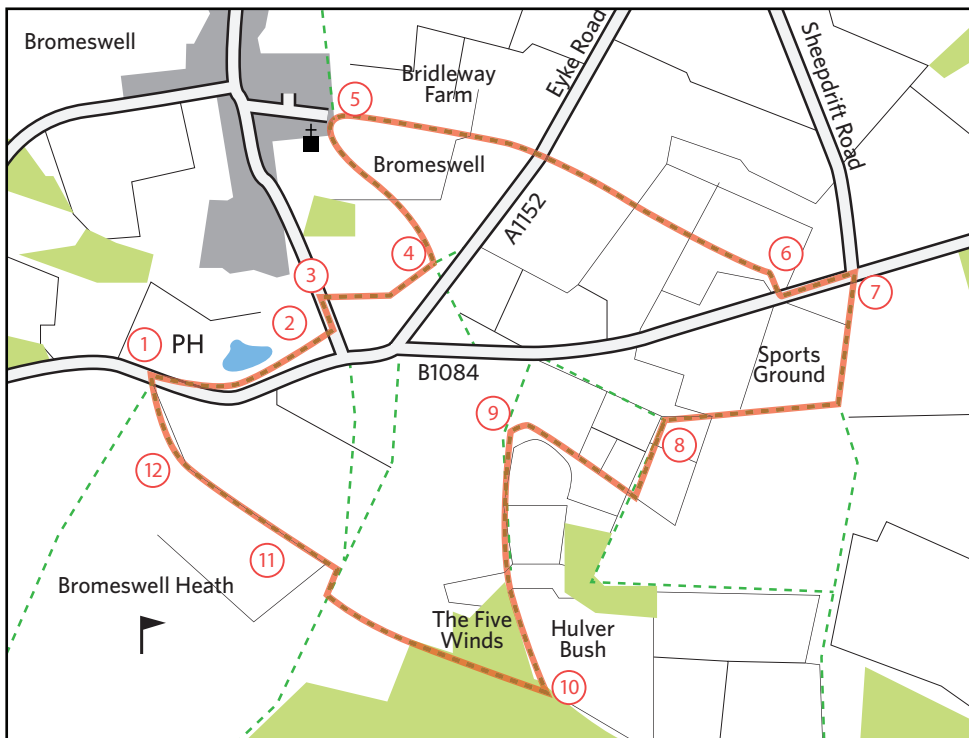 Bromeswell
Bridleway
Farm
Eyke Road
Sheepdrift Road
5
Bromeswell
A1152
4
6
3
7
2
1
PH
B1084
Sports
Ground
9
8
12
11
Bromeswell Heath
The Five
Winds
Hulver
Bush
10